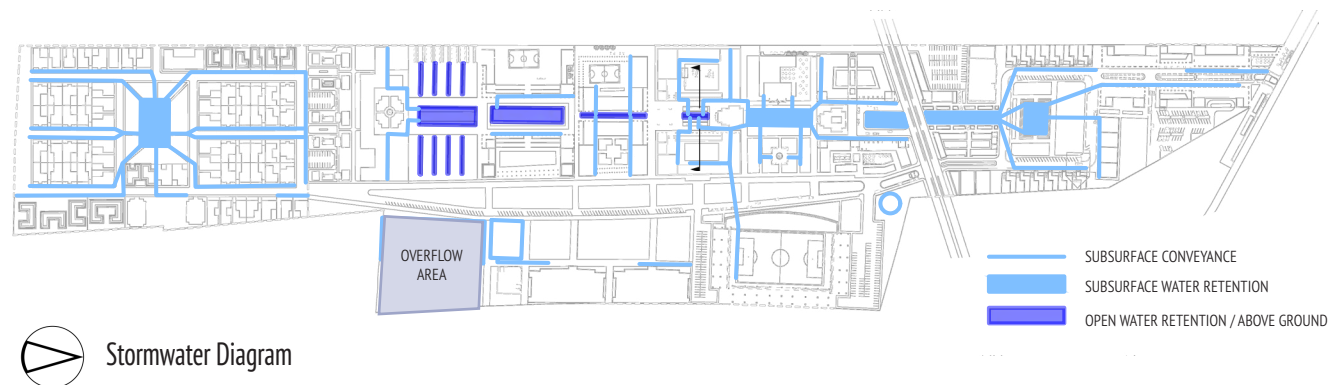 OVERFLOW
AREA
SUBSURFACE CONVEYANCE
SUBSURFACE WATER RETENTION
OPEN WATER RETENTION / ABOVE GROUND
Stormwater Diagram